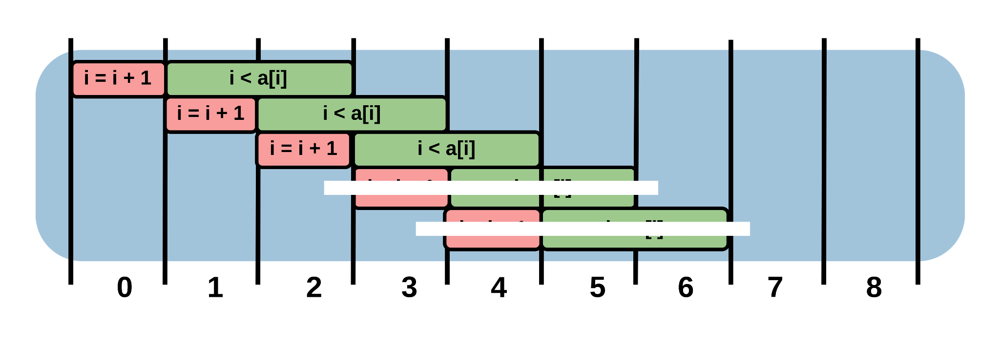 i = i + 1 i < a[i]
i = i + 1 i < a[i]
i = i + 1 i < a[i]
0 1 2 3 4 5 6 7 8